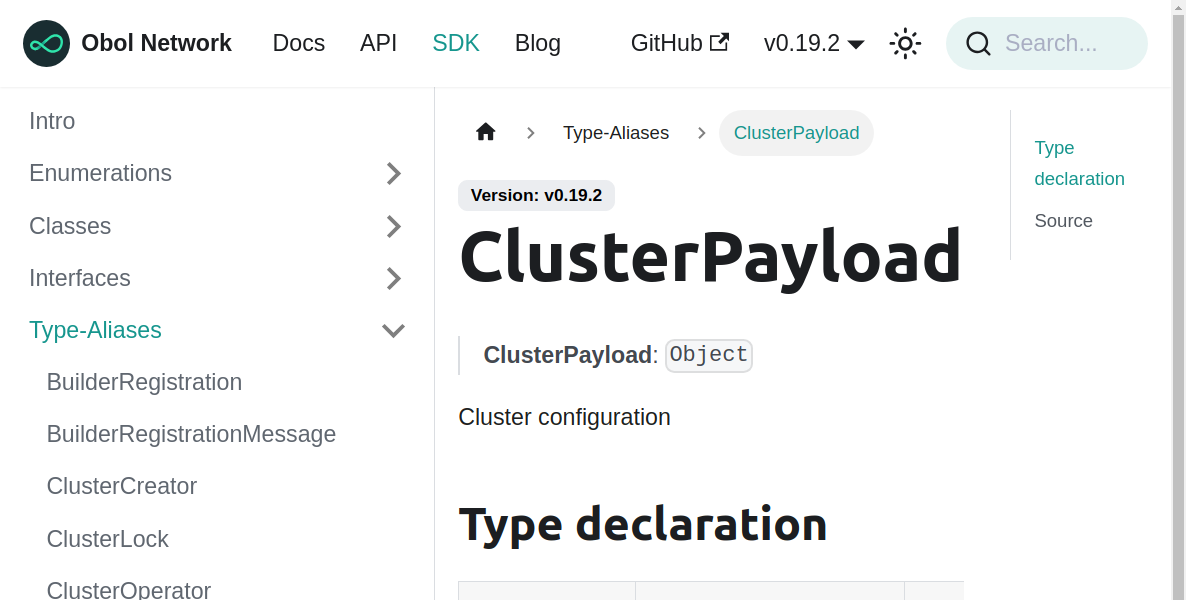 Obol Network Docs API SDK Blog GitHub v0.19.2 Search...
Intro
Enumerations
Classes
Interfaces
Type-Aliases
BuilderRegistration
BuilderRegistrationMessage
ClusterCreator
ClusterLock
ClusterOperator
Type-Aliases ClusterPayload
Version: v0.19.2
ClusterPayload
ClusterPayload: Object
Cluster configuration
Type declaration
Type
declaration
Source